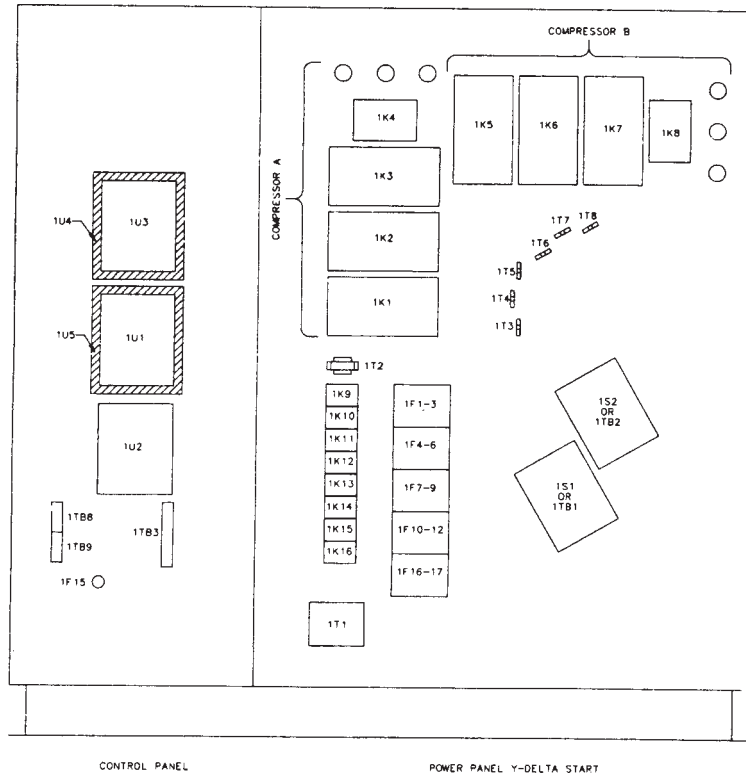 COMPRESSOR B
COMPRESSOR A
1K4
1K5
1K6
1K7
1K8
1K3
1K2
1K1
1U4
1U3
1U5
1U1
1U2
1T7
1T8
1T6
1T5
1T4
1T3
1T2
1K9
1K10
1K11
1K12
1K13
1K14
1K15
1K16
1F1-3
1F4-6
1F7-9
1F10-12
1F16-17
1S2
OR
1TB2
1S1
OR
1TB1
1TB8
1TB9
1TB3
1F15
1T1
CONTROL PANEL
POWER PANEL Y-DELTA START